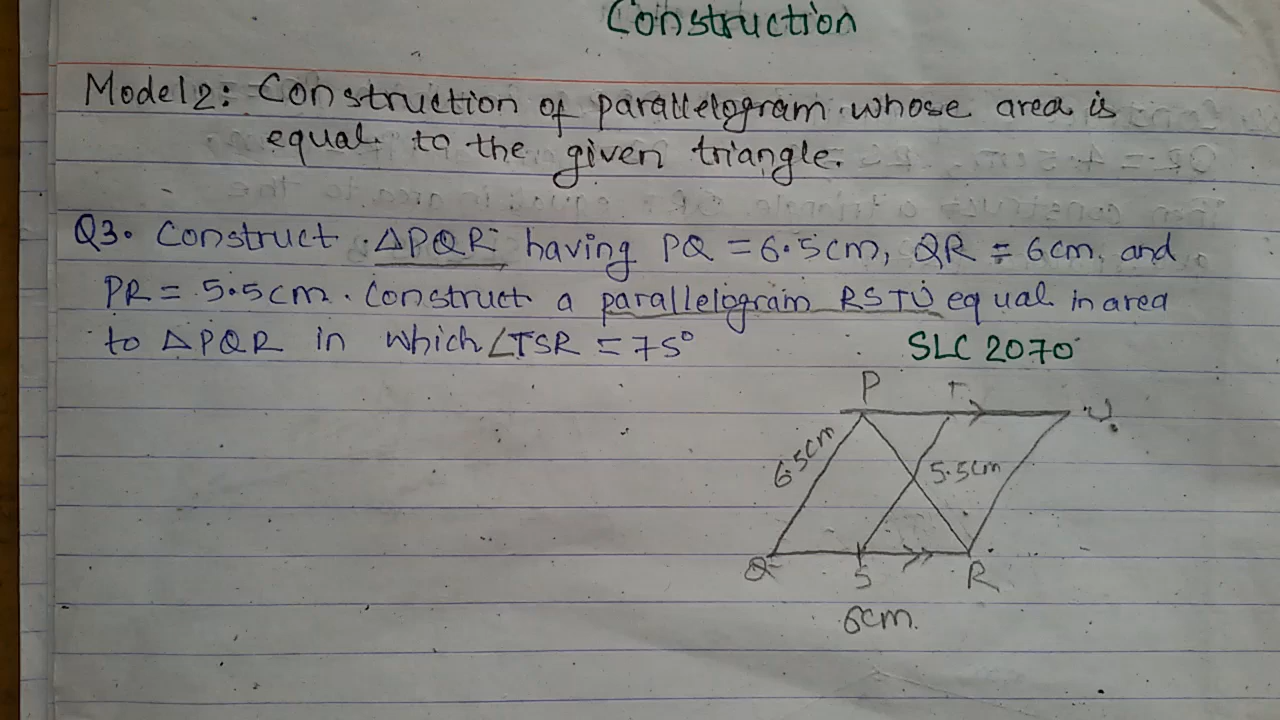 Construction
Model 2: Construction of parallelogram whose area is
equal to the given triangle.
Q3. Construct ΔPQR having PQ = 6.5cm, QR = 6cm and
PR = 5.5cm. Construct a parallelogram RSTU equal in area
to ΔPQR in which ∠TSR = 75°
SLC 2070
P T U
6.5cm
5.5cm
Q S R
6cm.